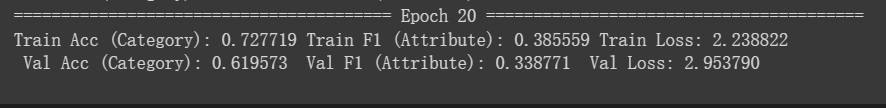 ======================================== Epoch 20 ========================================
Train Acc (Category): 0.727719 Train F1 (Attribute): 0.385559 Train Loss: 2.238822
Val Acc (Category): 0.619573  Val F1 (Attribute): 0.338771  Val Loss: 2.953790